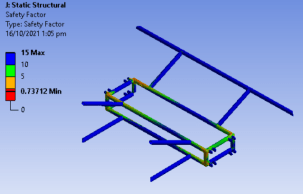 J: Static Structural
Safety Factor
Type: Safety Factor
16/10/2021 1:05 pm
15 Max
10
5
0.73712 Min
0